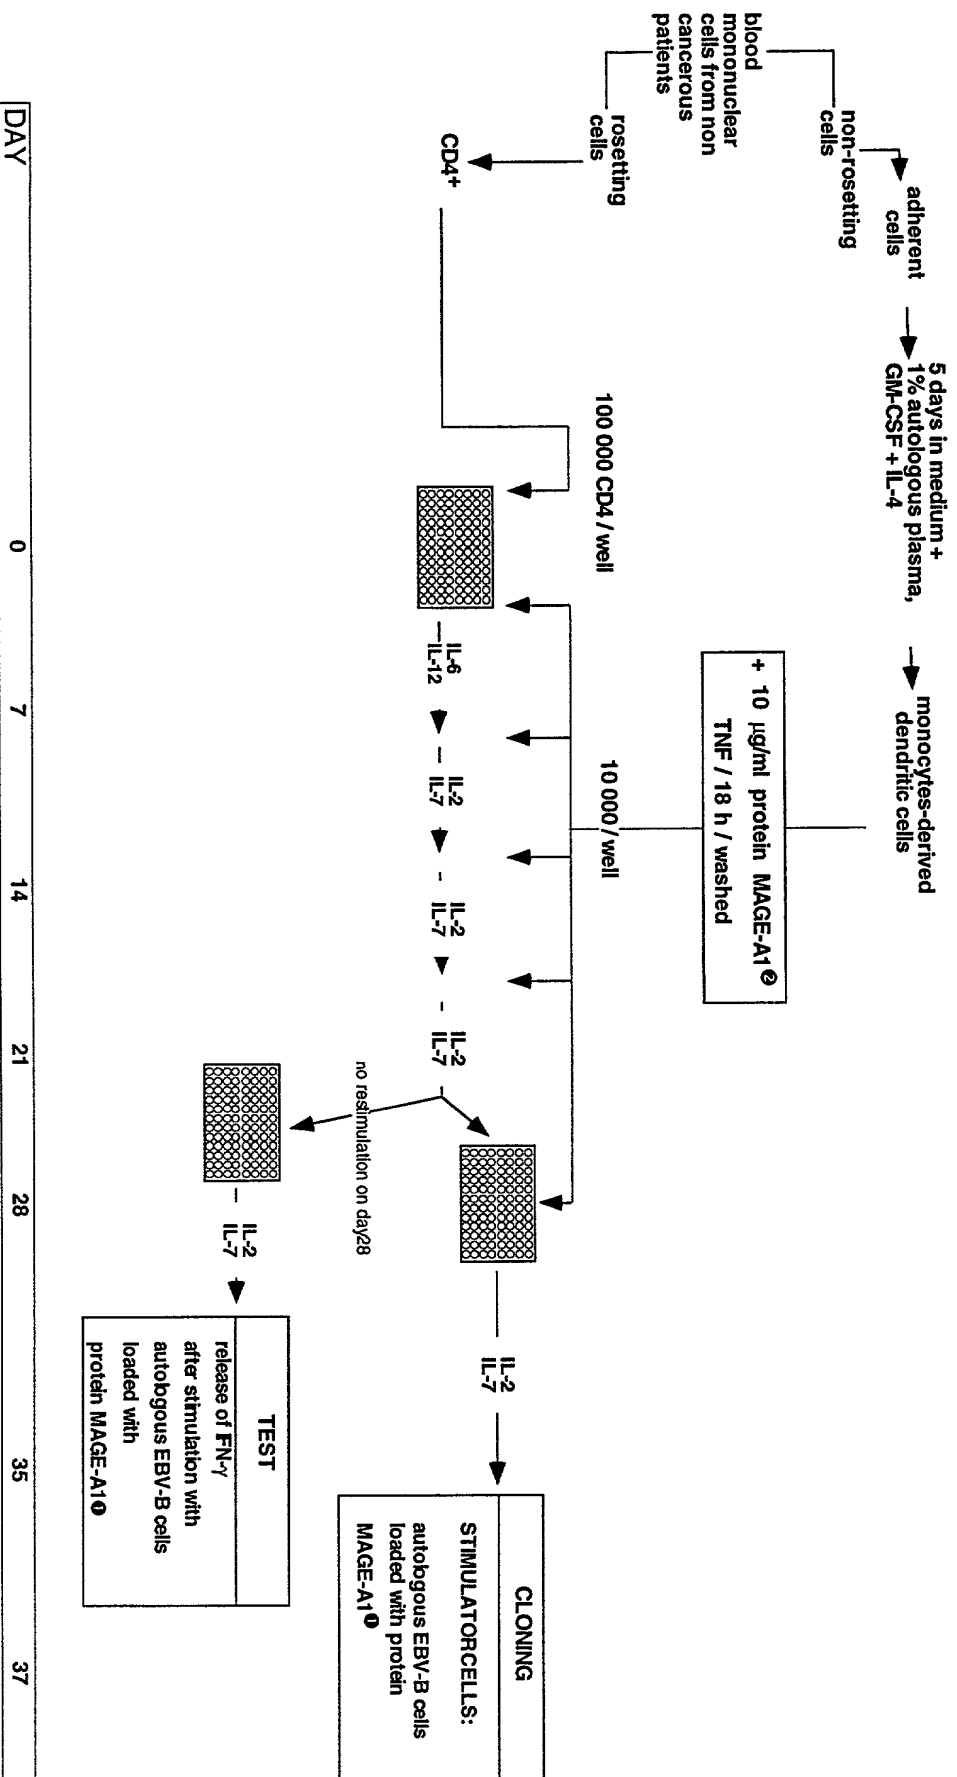 blood
mononuclear
cells from non
cancerous
patients
non-rosetting
cells
adherent
cells
5 days in medium +
1% autologous plasma,
GM-CSF + IL-4
monocytes-derived
dendritic cells
rosetting
cells
CD4+
+ 10 µg/ml protein MAGE-A1❷
TNF / 18 h / washed
100 000 CD4 / well
10 000 / well
IL-6
IL-12
IL-2
IL-7
IL-2
IL-7
IL-2
IL-7
no restimulation on day28
IL-2
IL-7
CLONING
STIMULATORCELLS:
autologous EBV-B cells
loaded with protein
MAGE-A1❶
IL-2
IL-7
TEST
release of IFN-γ
after stimulation with
autologous EBV-B cells
loaded with
protein MAGE-A1❶
DAY 0 7 14 21 28 35 37